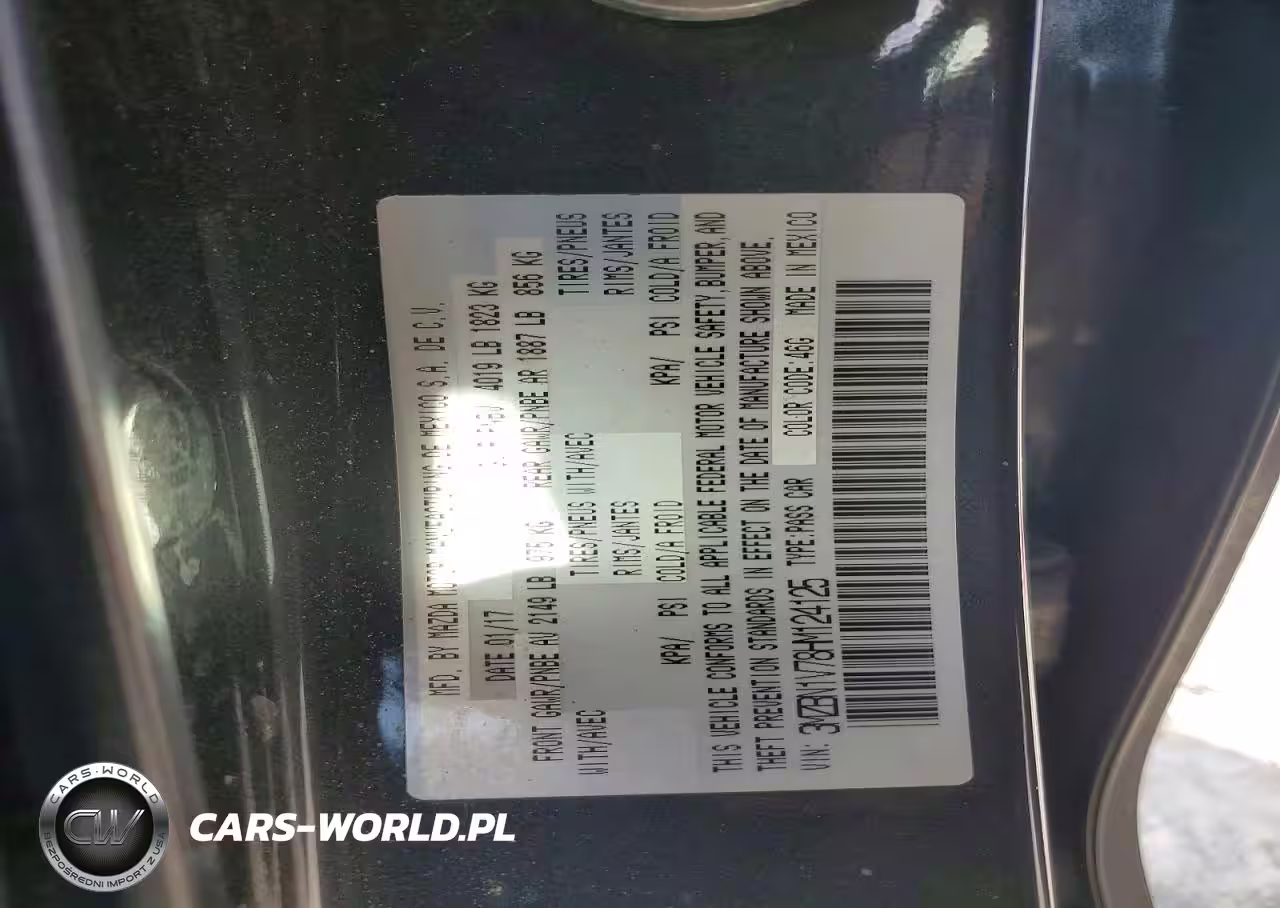 MFD. BY MAZDA MOTOR MANUFACTURING DE MEXICO S.A. DE C.V.
DATE 01/17 4019 LB 1823 KG
FRONT GAWR/PNBE AV 2149 LB 975 KG REAR GAWR/PNBE AR 1887 LB 856 KG
WITH/AVEC TIRES/PNEUS WITH/AVEC TIRES/PNEUS
RIMS/JANTES RIMS/JANTES
KPA/ PSI COLD/A FROID KPA/ PSI COLD/A FROID
THIS VEHICLE CONFORMS TO ALL APPLICABLE FEDERAL MOTOR VEHICLE SAFETY, BUMPER, AND
THEFT PREVENTION STANDARDS IN EFFECT ON THE DATE OF MANUFACTURE SHOWN ABOVE.
VIN: 3MZBN1V78HM124125 TYPE:PASS CAR COLOR CODE:46G MADE IN MEXICO
CARS-WORLD
CW
BEZPOŚREDNI IMPORT Z USA
CARS-WORLD.PL